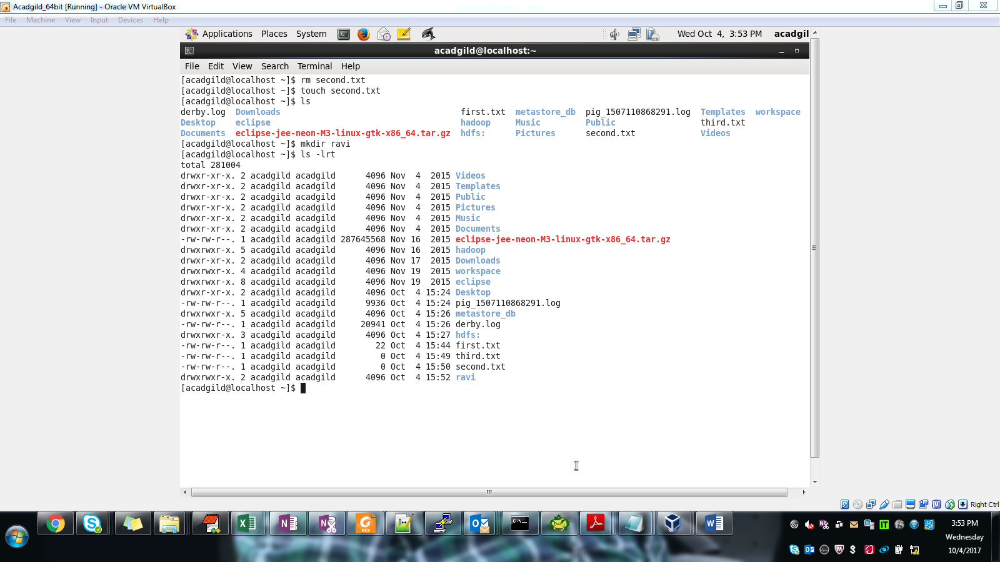 Acadgild_64bit [Running] - Oracle VM VirtualBox
File Machine View Input Devices Help
Applications Places System Wed Oct 4, 3:53 PM acadgil
acadgild@localhost:~
File Edit View Search Terminal Help
[acadgild@localhost ~]$ rm second.txt
[acadgild@localhost ~]$ touch second.txt
[acadgild@localhost ~]$ ls
derby.log Downloads first.txt metastore_db pig_1507110868291.log Templates workspace
Desktop eclipse hadoop Music Public third.txt
Documents eclipse-jee-neon-M3-linux-gtk-x86_64.tar.gz hdfs: Pictures second.txt Videos
[acadgild@localhost ~]$ mkdir ravi
[acadgild@localhost ~]$ ls -lrt
total 281004
drwxr-xr-x. 2 acadgild acadgild 4096 Nov 4 2015 Videos
drwxr-xr-x. 2 acadgild acadgild 4096 Nov 4 2015 Templates
drwxr-xr-x. 2 acadgild acadgild 4096 Nov 4 2015 Public
drwxr-xr-x. 2 acadgild acadgild 4096 Nov 4 2015 Pictures
drwxr-xr-x. 2 acadgild acadgild 4096 Nov 4 2015 Music
drwxr-xr-x. 2 acadgild acadgild 4096 Nov 4 2015 Documents
-rw-rw-r--. 1 acadgild acadgild 287645568 Nov 16 2015 eclipse-jee-neon-M3-linux-gtk-x86_64.tar.gz
drwxrwxr-x. 5 acadgild acadgild 4096 Nov 16 2015 hadoop
drwxr-xr-x. 2 acadgild acadgild 4096 Nov 17 2015 Downloads
drwxrwxr-x. 4 acadgild acadgild 4096 Nov 19 2015 workspace
drwxrwxr-x. 8 acadgild acadgild 4096 Nov 19 2015 eclipse
drwxr-xr-x. 2 acadgild acadgild 4096 Oct 4 15:24 Desktop
-rw-rw-r--. 1 acadgild acadgild 9936 Oct 4 15:24 pig_1507110868291.log
drwxrwxr-x. 5 acadgild acadgild 4096 Oct 4 15:26 metastore_db
-rw-rw-r--. 1 acadgild acadgild 20941 Oct 4 15:26 derby.log
drwxrwxr-x. 3 acadgild acadgild 4096 Oct 4 15:27 hdfs:
-rw-rw-r--. 1 acadgild acadgild 22 Oct 4 15:44 first.txt
-rw-rw-r--. 1 acadgild acadgild 0 Oct 4 15:49 third.txt
-rw-rw-r--. 1 acadgild acadgild 0 Oct 4 15:50 second.txt
drwxrwxr-x. 2 acadgild acadgild 4096 Oct 4 15:52 ravi
[acadgild@localhost ~]$
Right Ctrl
3:53 PM
Wednesday
10/4/2017